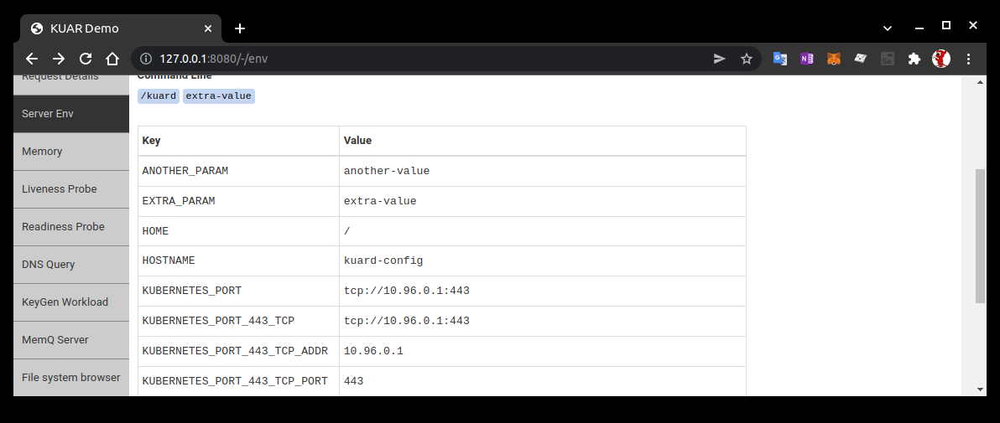 KUAR Demo
127.0.0.1:8080/-/env
Request Details
Server Env
Memory
Liveness Probe
Readiness Probe
DNS Query
KeyGen Workload
MemQ Server
File system browser
Command Line
/kuard extra-value
Key Value
ANOTHER_PARAM another-value
EXTRA_PARAM extra-value
HOME /
HOSTNAME kuard-config
KUBERNETES_PORT tcp://10.96.0.1:443
KUBERNETES_PORT_443_TCP tcp://10.96.0.1:443
KUBERNETES_PORT_443_TCP_ADDR 10.96.0.1
KUBERNETES_PORT_443_TCP_PORT 443